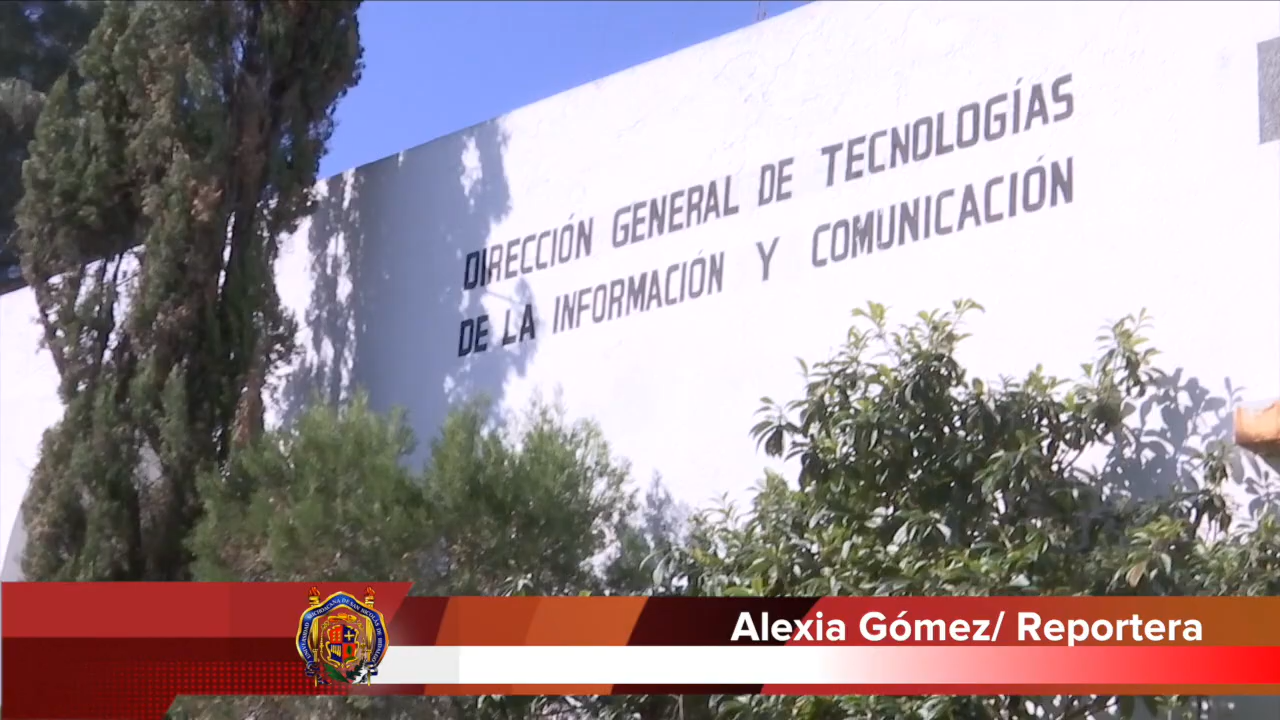 DIRECCIÓN GENERAL DE TECNOLOGÍAS
DE LA INFORMACIÓN Y COMUNICACIÓN
Alexia Gómez/ Reportera